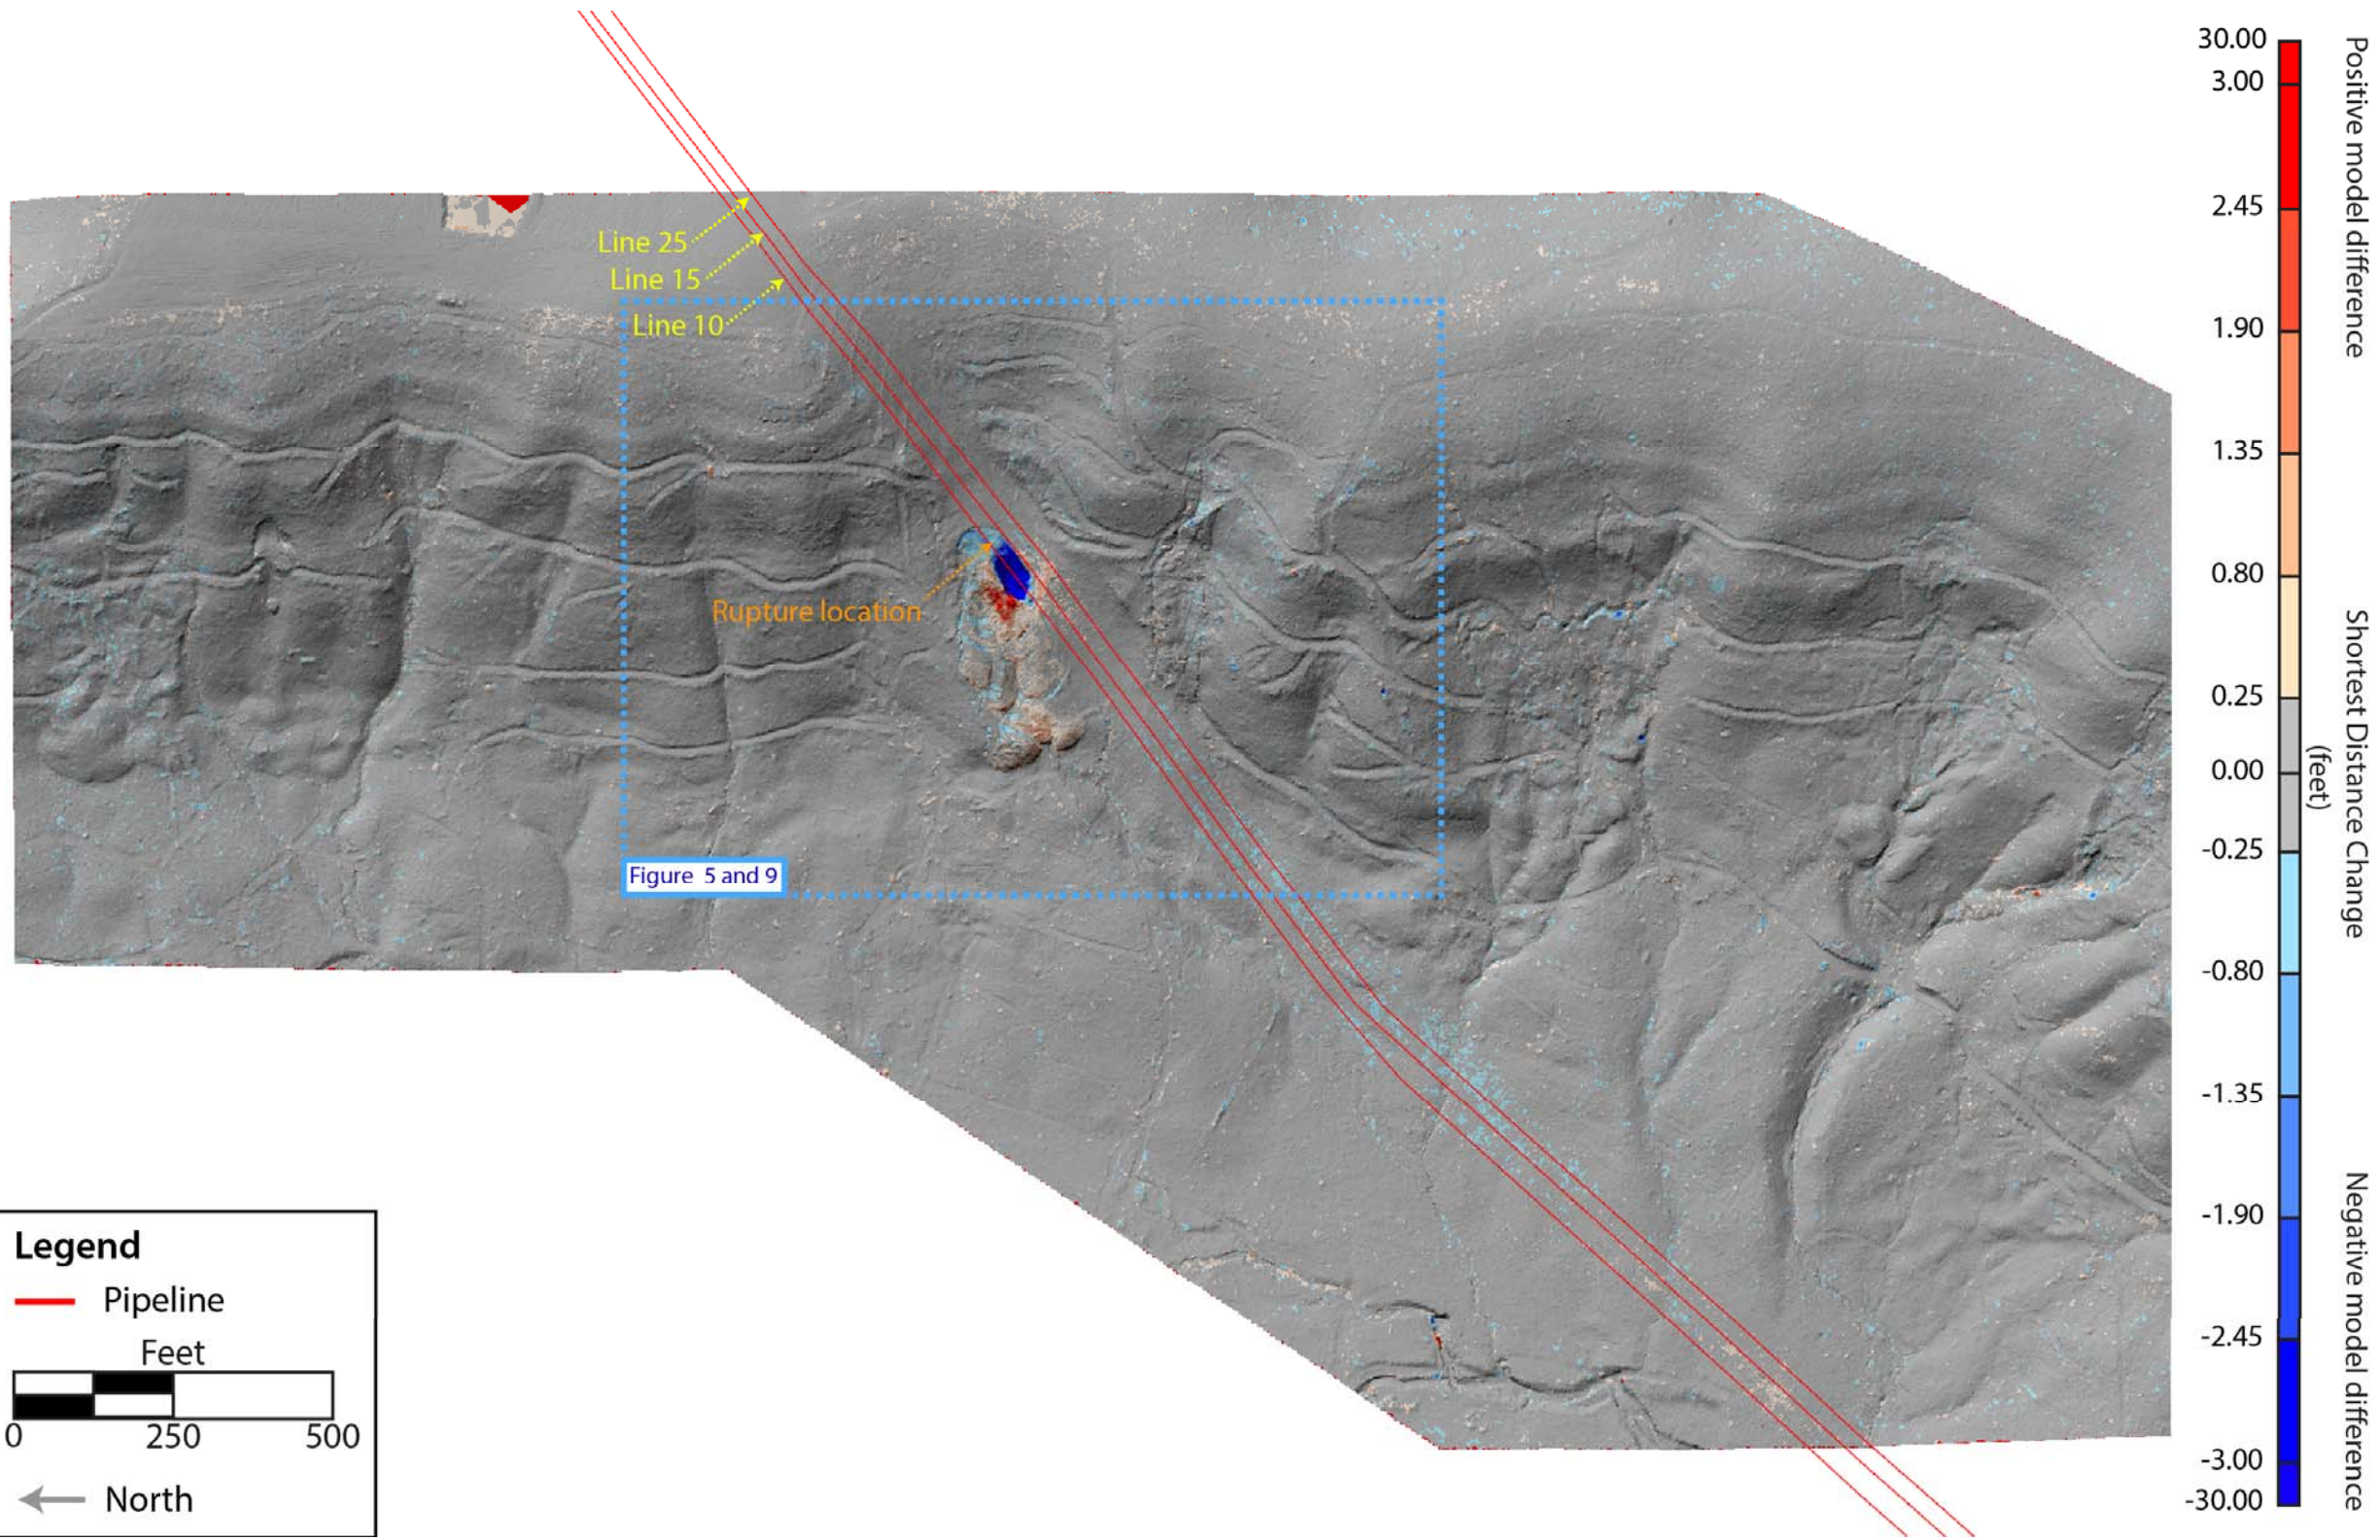 Line 25
Line 15
Line 10
Rupture location
Figure 5 and 9
Legend
Pipeline
Feet
0 250 500
North
30.00
3.00
2.45
1.90
1.35
0.80
0.25
0.00
-0.25
-0.80
-1.35
-1.90
-2.45
-3.00
-30.00
Positive model difference
Shortest Distance Change
(feet)
Negative model difference